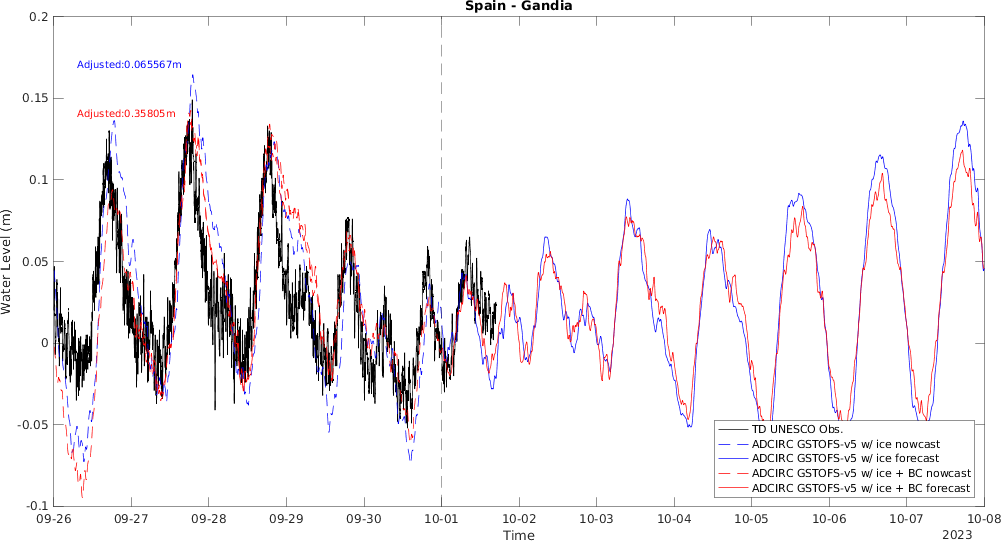 Spain - Gandia
0.2
0.15
0.1
0.05
0
-0.05
-0.1
Water Level (m)
Adjusted:0.065567m
Adjusted:0.35805m
TD UNESCO Obs.
ADCIRC GSTOFS-v5 w/ ice nowcast
ADCIRC GSTOFS-v5 w/ ice forecast
ADCIRC GSTOFS-v5 w/ ice + BC nowcast
ADCIRC GSTOFS-v5 w/ ice + BC forecast
09-26 09-27 09-28 09-29 09-30 10-01 10-02 10-03 10-04 10-05 10-06 10-07 10-08
Time
2023